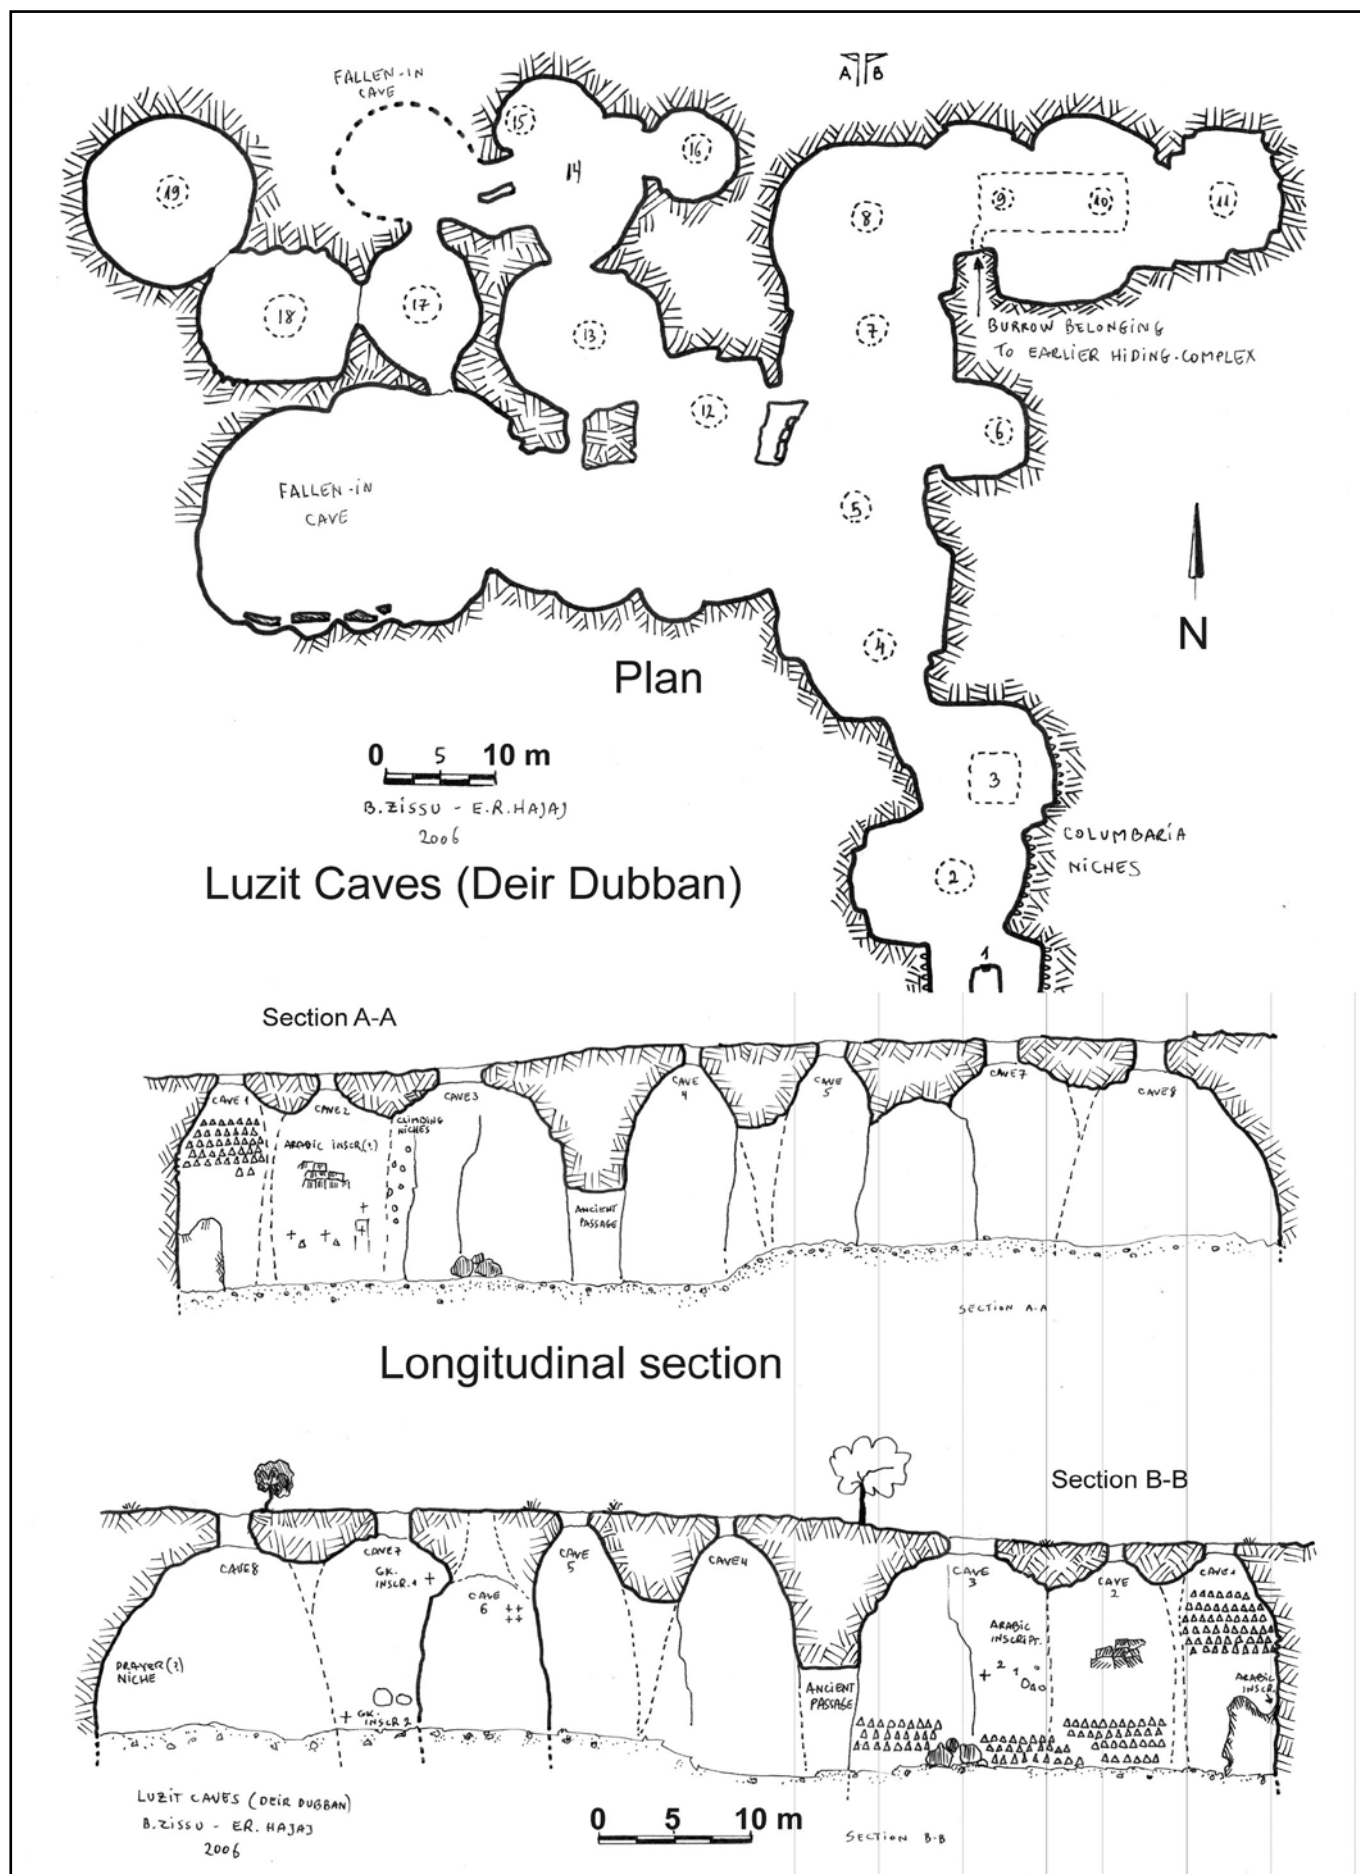 FALLEN-IN
CAVE
A B
15
16
14
19
8
9
10
11
18
17
13
7
BURROW BELONGING
TO EARLIER HIDING-COMPLEX
12
6
FALLEN-IN
CAVE
5
4
N
Plan
0 5 10 m
B.ZISSU - E.R.HAJAJ
2006
3
COLUMBARIA
NICHES
Luzit Caves (Deir Dubban)
2
1
Section A-A
CAVE 1
CAVE 2
CAVE 3
CAVE
4
CAVE
5
CAVE 7
CAVE 8
CLIMBING
NICHES
ARABIC INSCR(?)
ANCIENT
PASSAGE
SECTION A-A
Longitudinal section
Section B-B
CAVE 8
CAVE 7
GK.
INSCR. 1
CAVE
6
CAVE
5
CAVE 4
CAVE
3
CAVE
2
CAVE 1
ARABIC
INSCRIPT.
2 1
PRAYER(?)
NICHE
GK.
INSCR 2
ANCIENT
PASSAGE
ARABIC
INSCR.
LUZIT CAVES (DEIR DUBBAN)
B.ZISSU - ER. HAJAJ
2006
0 5 10 m
SECTION B-B